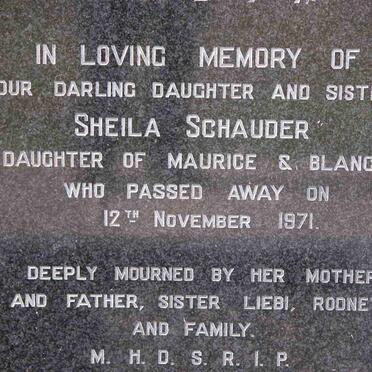 IN LOVING MEMORY OF
OUR DARLING DAUGHTER AND SIST
SHEILA SCHAUDER
DAUGHTER OF MAURICE & BLANC
WHO PASSED AWAY ON
12TH NOVEMBER 1971.
DEEPLY MOURNED BY HER MOTHER
AND FATHER, SISTER LIEBI, RODNEY
AND FAMILY.
M. H. D. S. R. I. P.